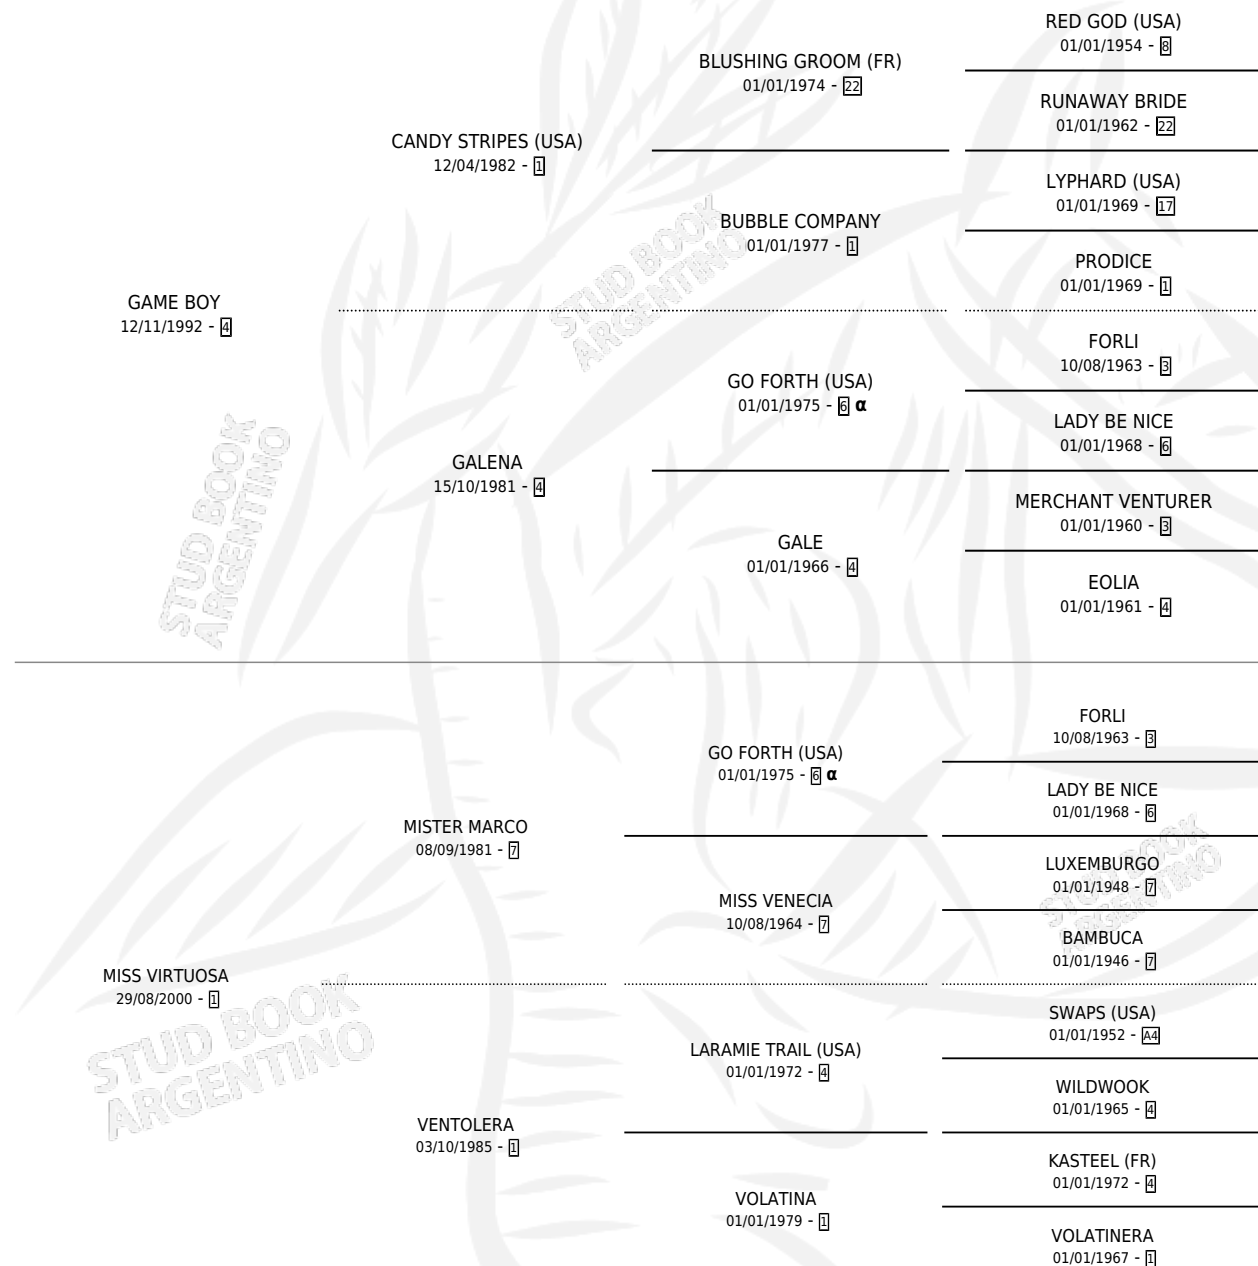 RED GOD (USA)
01/01/1954 - 8
BLUSHING GROOM (FR)
01/01/1974 - 22
RUNAWAY BRIDE
01/01/1962 - 22
CANDY STRIPES (USA)
12/04/1982 - 1
LYPHARD (USA)
01/01/1969 - 17
BUBBLE COMPANY
01/01/1977 - 1
PRODICE
01/01/1969 - 1
GAME BOY
12/11/1992 - 4
STUD BOOK
ARGENTINO
FORLI
10/08/1963 - 3
GO FORTH (USA)
01/01/1975 - 6 α
LADY BE NICE
01/01/1968 - 6
GALENA
15/10/1981 - 4
MERCHANT VENTURER
01/01/1960 - 3
GALE
01/01/1966 - 4
EOLIA
01/01/1961 - 4
STUD BOOK
ARGENTINO
FORLI
10/08/1963 - 3
GO FORTH (USA)
01/01/1975 - 6 α
LADY BE NICE
01/01/1968 - 6
MISTER MARCO
08/09/1981 - 7
LUXEMBURGO
01/01/1948 - 7
MISS VENECIA
10/08/1964 - 7
BAMBUCA
01/01/1946 - 7
STUD BOOK
ARGENTINO
MISS VIRTUOSA
29/08/2000 - 1
SWAPS (USA)
01/01/1952 - A4
LARAMIE TRAIL (USA)
01/01/1972 - 4
WILDWOOK
01/01/1965 - 4
STUD BOOK
ARGENTINO
VENTOLERA
03/10/1985 - 1
KASTEEL (FR)
01/01/1972 - 4
VOLATINA
01/01/1979 - 1
VOLATINERA
01/01/1967 - 1